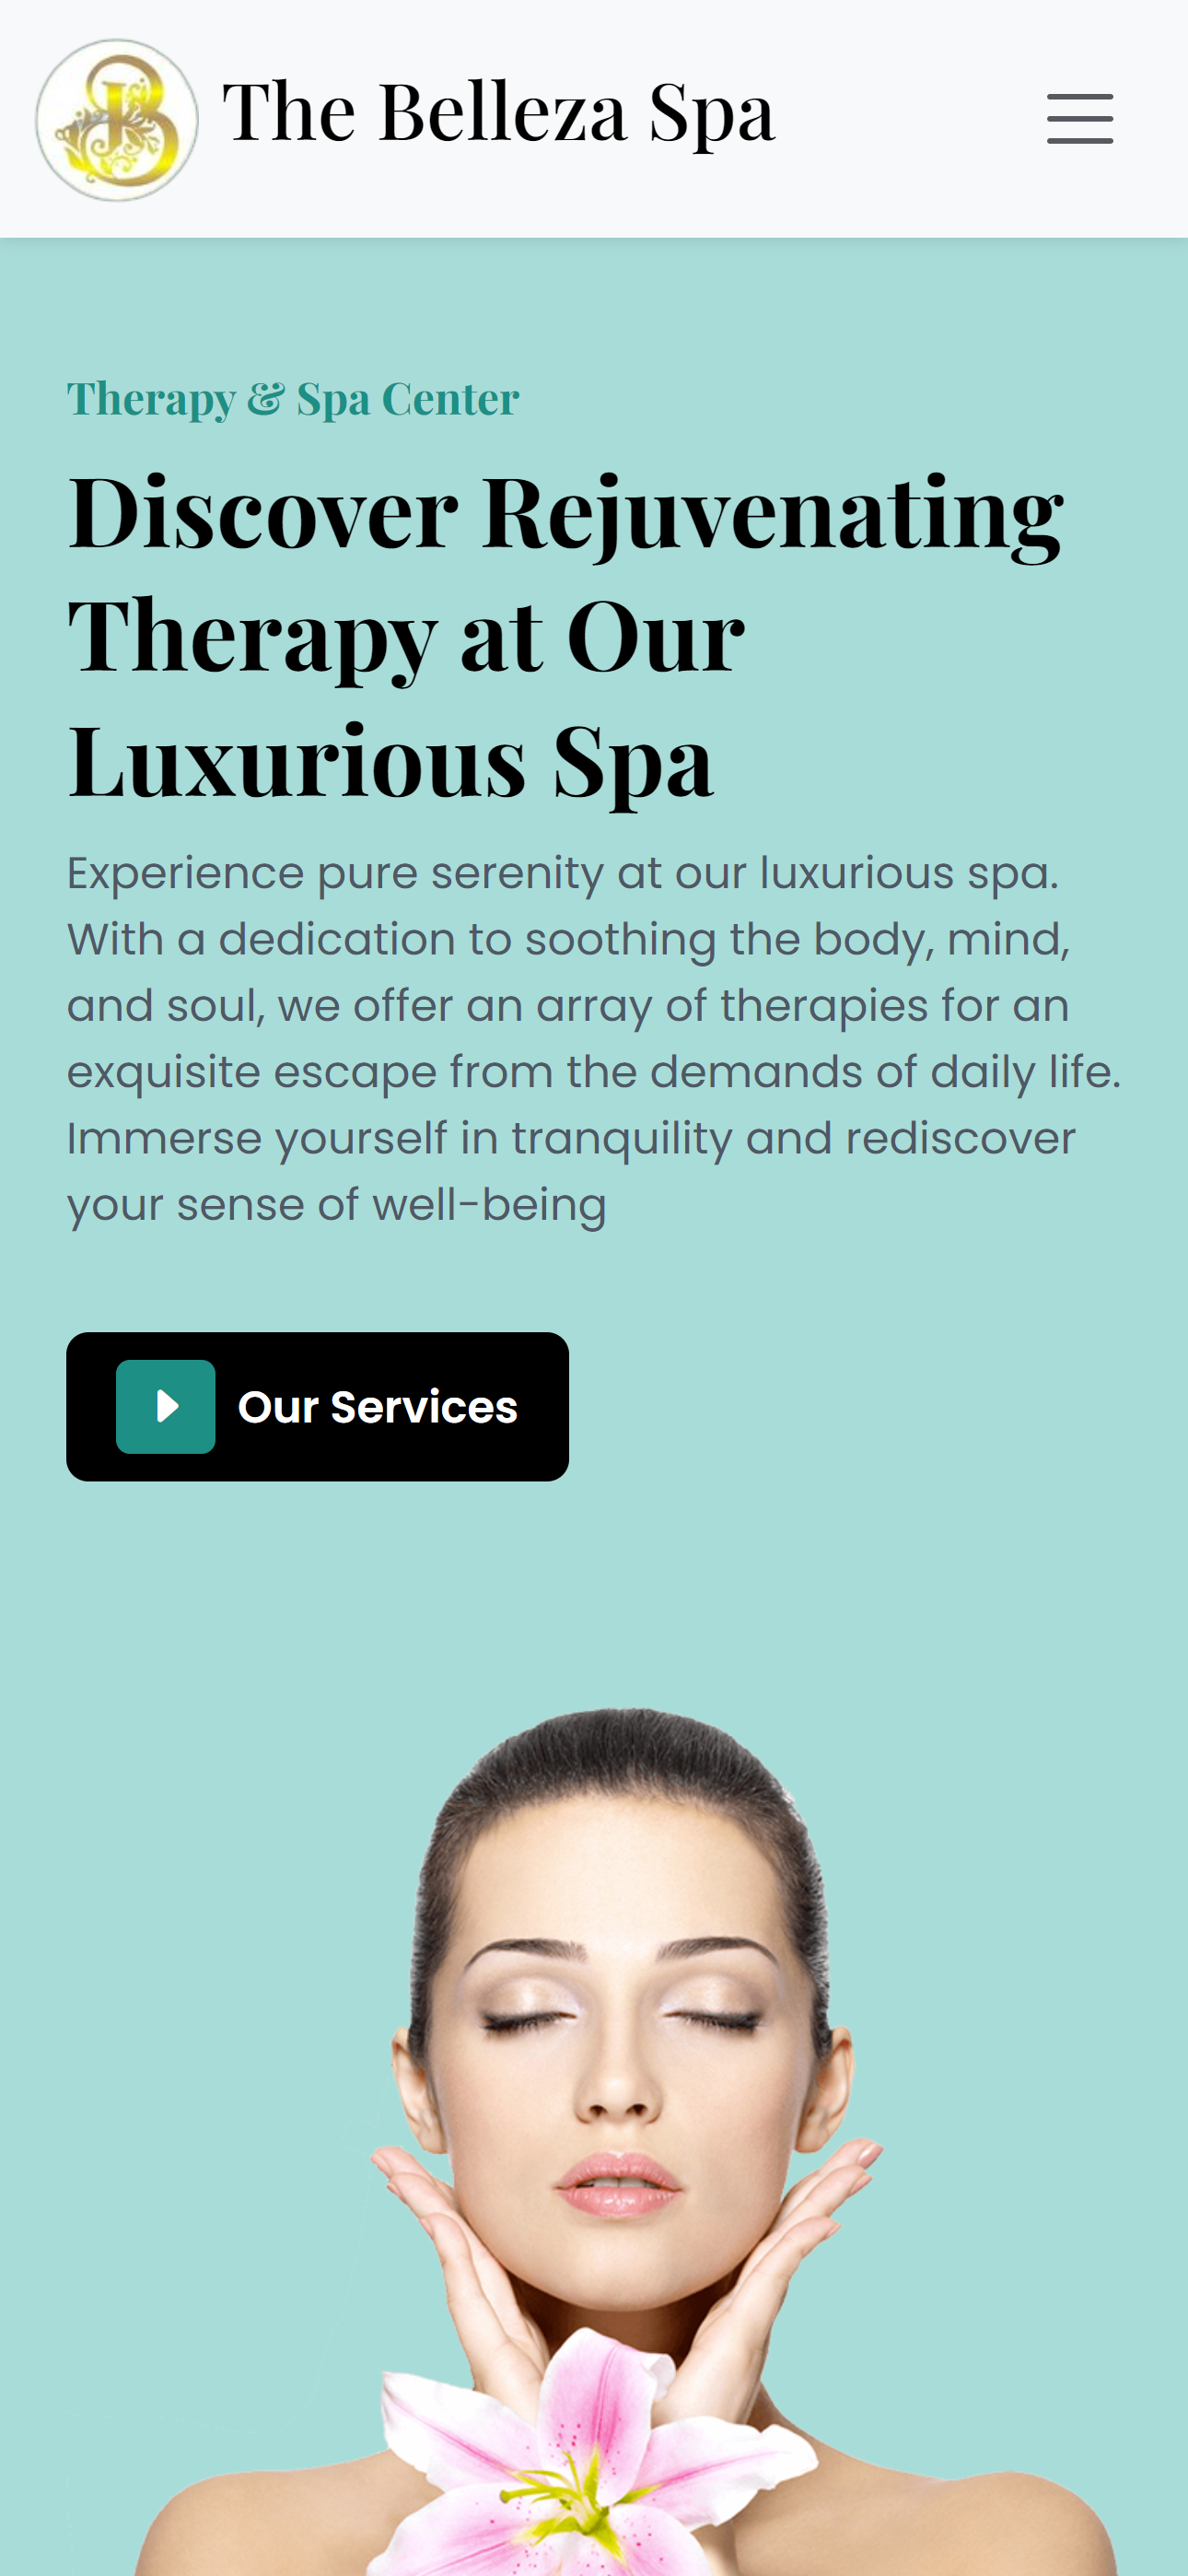 The Belleza Spa
Therapy & Spa Center
Discover Rejuvenating
Therapy at Our
Luxurious Spa
Experience pure serenity at our luxurious spa.
With a dedication to soothing the body, mind,
and soul, we offer an array of therapies for an
exquisite escape from the demands of daily life.
Immerse yourself in tranquility and rediscover
your sense of well-being
Our Services